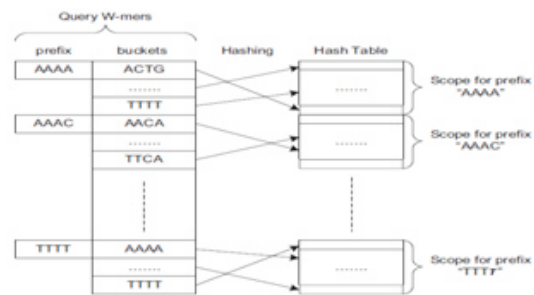 Query W-mers
prefix buckets Hashing Hash Table
AAAA ACTG
.......
TTTT
.......
Scope for prefix
"AAAA"
AAAC AACA
.......
TTCA
.......
Scope for prefix
"AAAC"
TTTT AAAA
.......
TTTT
.......
Scope for prefix
"TTTT"